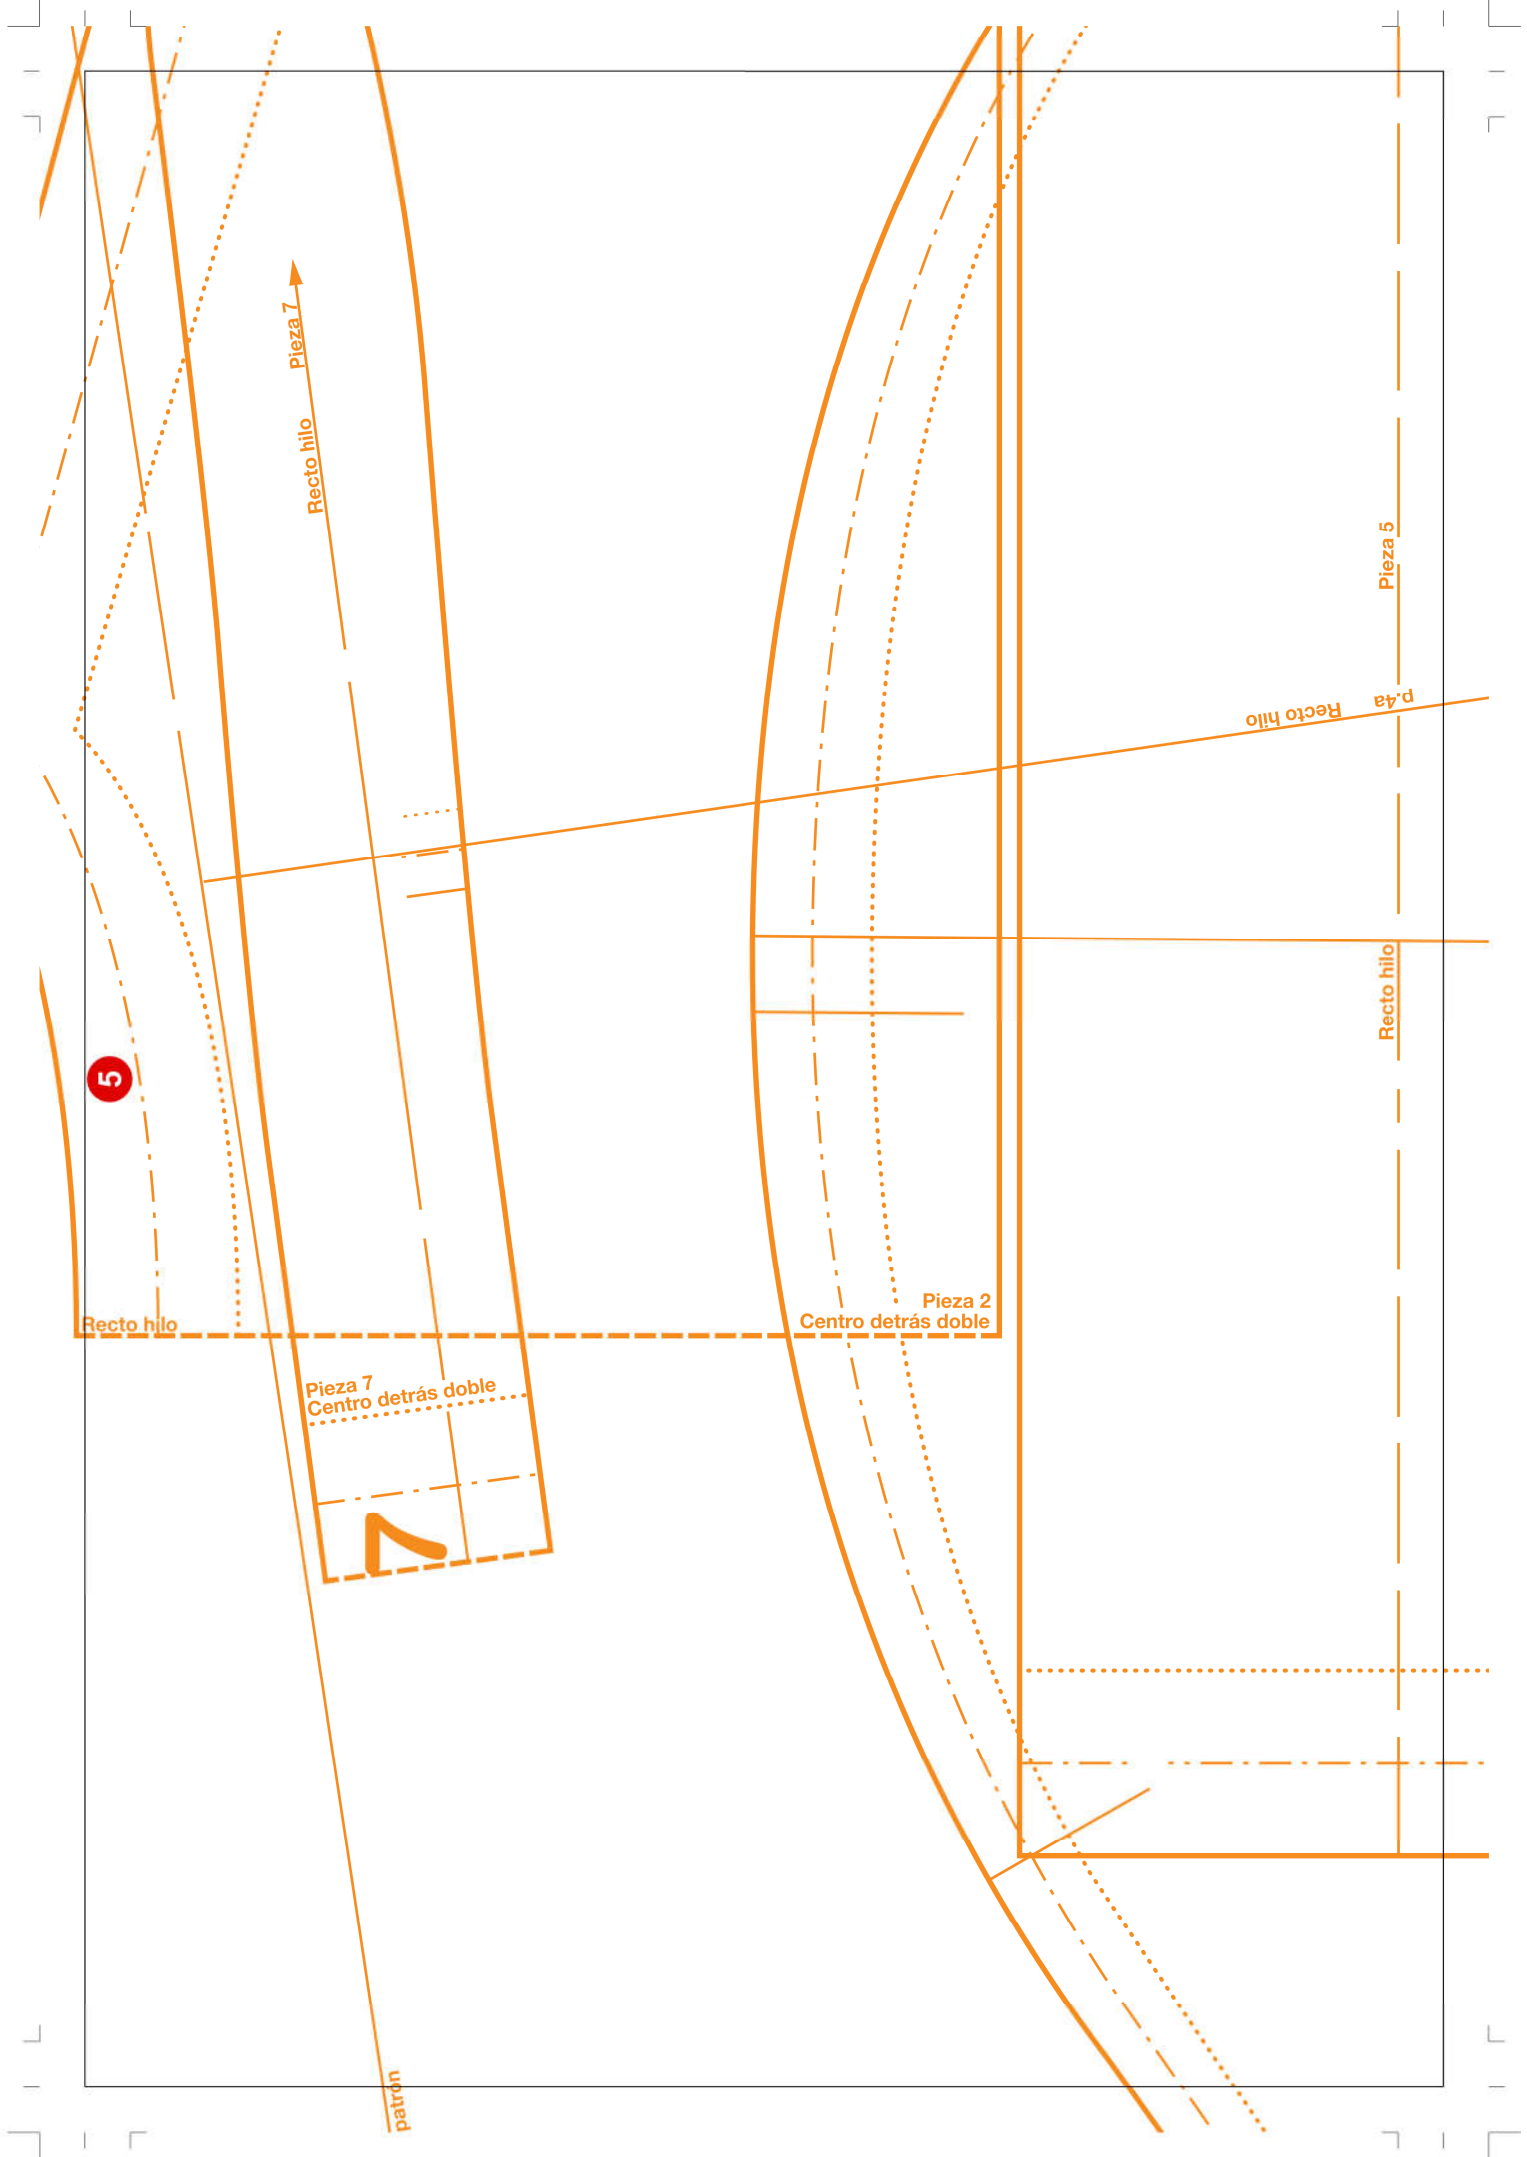 Pieza 7
Recto hilo
Pieza 5
p.4a
Recto hilo
Recto hilo
5
Pieza 2
Centro detrás doble
Recto hilo
Pieza 7
Centro detrás doble
7
patrón